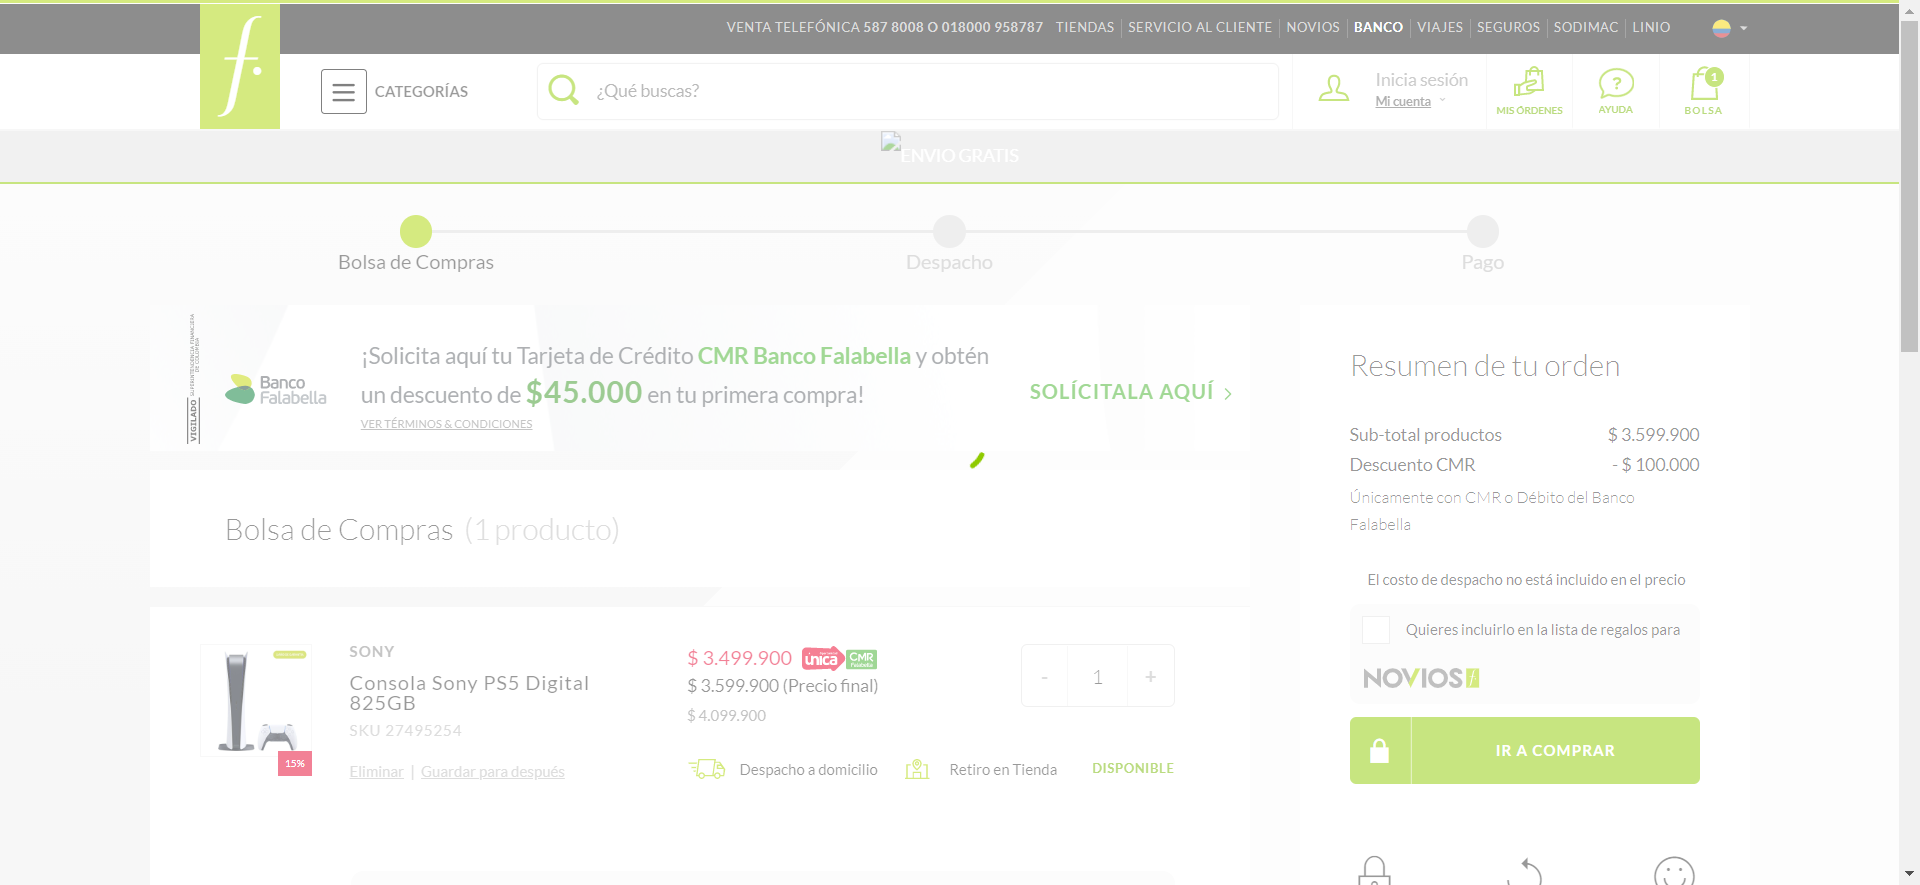 VENTA TELEFÓNICA 587 8008 O 018000 958787 TIENDAS SERVICIO AL CLIENTE NOVIOS BANCO VIAJES SEGUROS SODIMAC LINIO
f.
CATEGORÍAS
¿Qué buscas?
Inicia sesión
Mi cuenta
MIS ÓRDENES
AYUDA
1
BOLSA
ENVIO GRATIS
Bolsa de Compras
Despacho
Pago
VIGILADO SUPERINTENDENCIA FINANCIERA DE COLOMBIA
Banco
Falabella
¡Solicita aquí tu Tarjeta de Crédito CMR Banco Falabella y obtén
un descuento de $45.000 en tu primera compra!
VER TÉRMINOS & CONDICIONES
SOLÍCITALA AQUÍ
Bolsa de Compras (1 producto)
15%
SONY
Consola Sony PS5 Digital
825GB
SKU 27495254
Eliminar | Guardar para después
$ 3.499.900 única CMR Falabella
$ 3.599.900 (Precio final)
$ 4.099.900
- 1 +
Despacho a domicilio
Retiro en Tienda
DISPONIBLE
Resumen de tu orden
Sub-total productos $ 3.599.900
Descuento CMR - $ 100.000
Únicamente con CMR o Débito del Banco
Falabella
El costo de despacho no está incluido en el precio
Quieres incluirlo en la lista de regalos para
NOVIOS f.
IR A COMPRAR